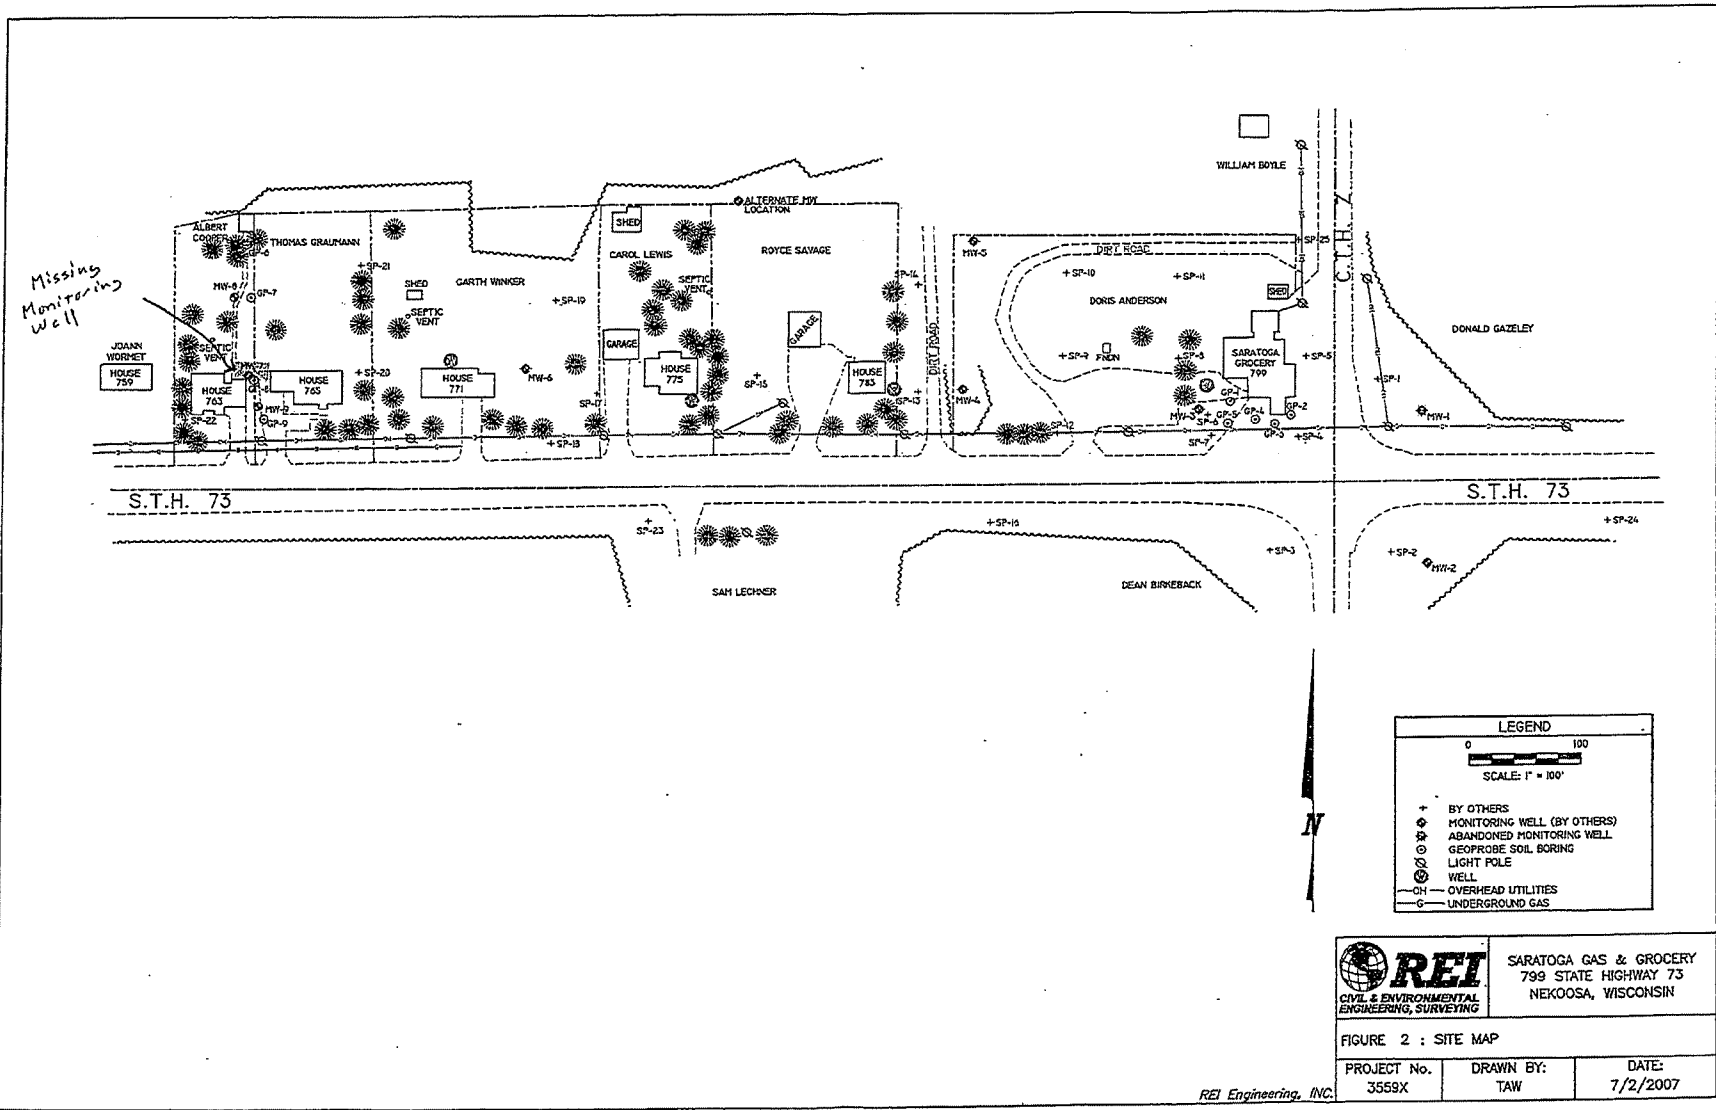 WILLIAM BOYLE
C.T.H. Z
ALTERNATE MW
LOCATION
SHED
ALBERT
COOPER
THOMAS GRAUMANN
GP-6
CAROL LEWIS
ROYCE SAVAGE
MW-5
DIRT ROAD
SP-25
Missing
Monitoring
Well
SP-21
SHED
GARTH WINKER
SEPTIC
VENT
SP-14
SP-10
SP-11
MW-8
GP-7
SP-19
DORIS ANDERSON
SHED
SEPTIC
VENT
GARAGE
DIRT ROAD
DONALD GAZELEY
JOANN
WORMET
SEPTIC
VENT
GARAGE
SP-9
FNDN
SP-8
SARATOGA
GROCERY
799
SP-5
HOUSE
759
HOUSE
763
HOUSE
765
SP-20
HOUSE
771
MW-6
HOUSE
775
SP-15
HOUSE
783
SP-1
SP-17
SP-13
MW-4
GP-1
MW-9
MW-3
SP-6
GP-5
GP-4
GP-2
MW-1
SP-22
GP-9
SP-12
SP-7
GP-3
SP-4
SP-18
S.T.H. 73
S.T.H. 73
SP-23
SP-16
SP-24
SP-3
SP-2
MW-2
SAM LECHNER
DEAN BIRKEBACK
N
LEGEND
0 100
SCALE: 1" = 100'
BY OTHERS
MONITORING WELL (BY OTHERS)
ABANDONED MONITORING WELL
GEOPROBE SOIL BORING
LIGHT POLE
W WELL
OH OVERHEAD UTILITIES
G UNDERGROUND GAS
REI
CIVIL & ENVIRONMENTAL
ENGINEERING, SURVEYING
SARATOGA GAS & GROCERY
799 STATE HIGHWAY 73
NEKOOSA, WISCONSIN
FIGURE 2 : SITE MAP
PROJECT No.
3559X
DRAWN BY:
TAW
DATE:
7/2/2007
REI Engineering, INC.